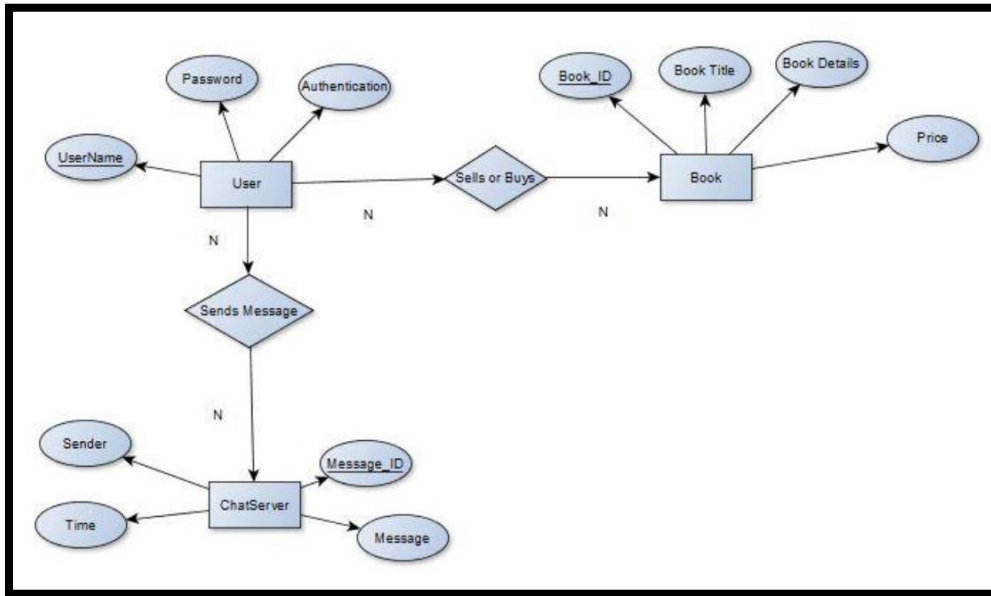 Password
Authentication
UserName
User
N
Sells or Buys
N
Book_ID
Book Title
Book Details
Price
Book
N
Sends Message
N
Sender
Time
ChatServer
Message_ID
Message